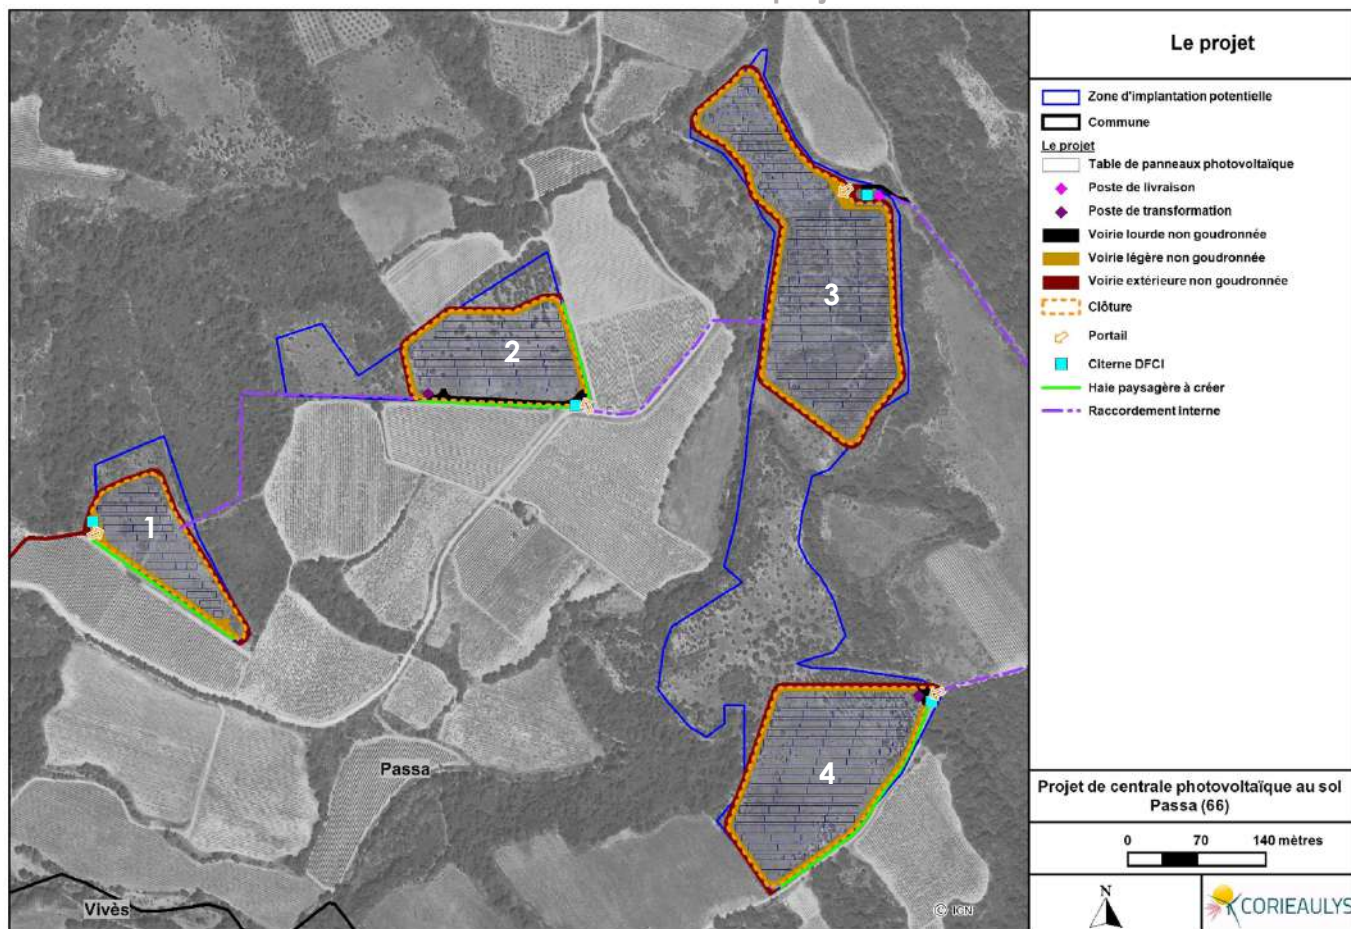 Le projet
Zone d'implantation potentielle
Commune
Le projet
Table de panneaux photovoltaïque
Poste de livraison
Poste de transformation
Voirie lourde non goudronnée
Voirie légère non goudronnée
Voirie extérieure non goudronnée
Clôture
Portail
Citerne DFCI
Haie paysagère à créer
Raccordement interne
1
2
3
4
Passa
Vivès
© IGN
Projet de centrale photovoltaïque au sol
Passa (66)
0 70 140 mètres
N
CORIEAULYS